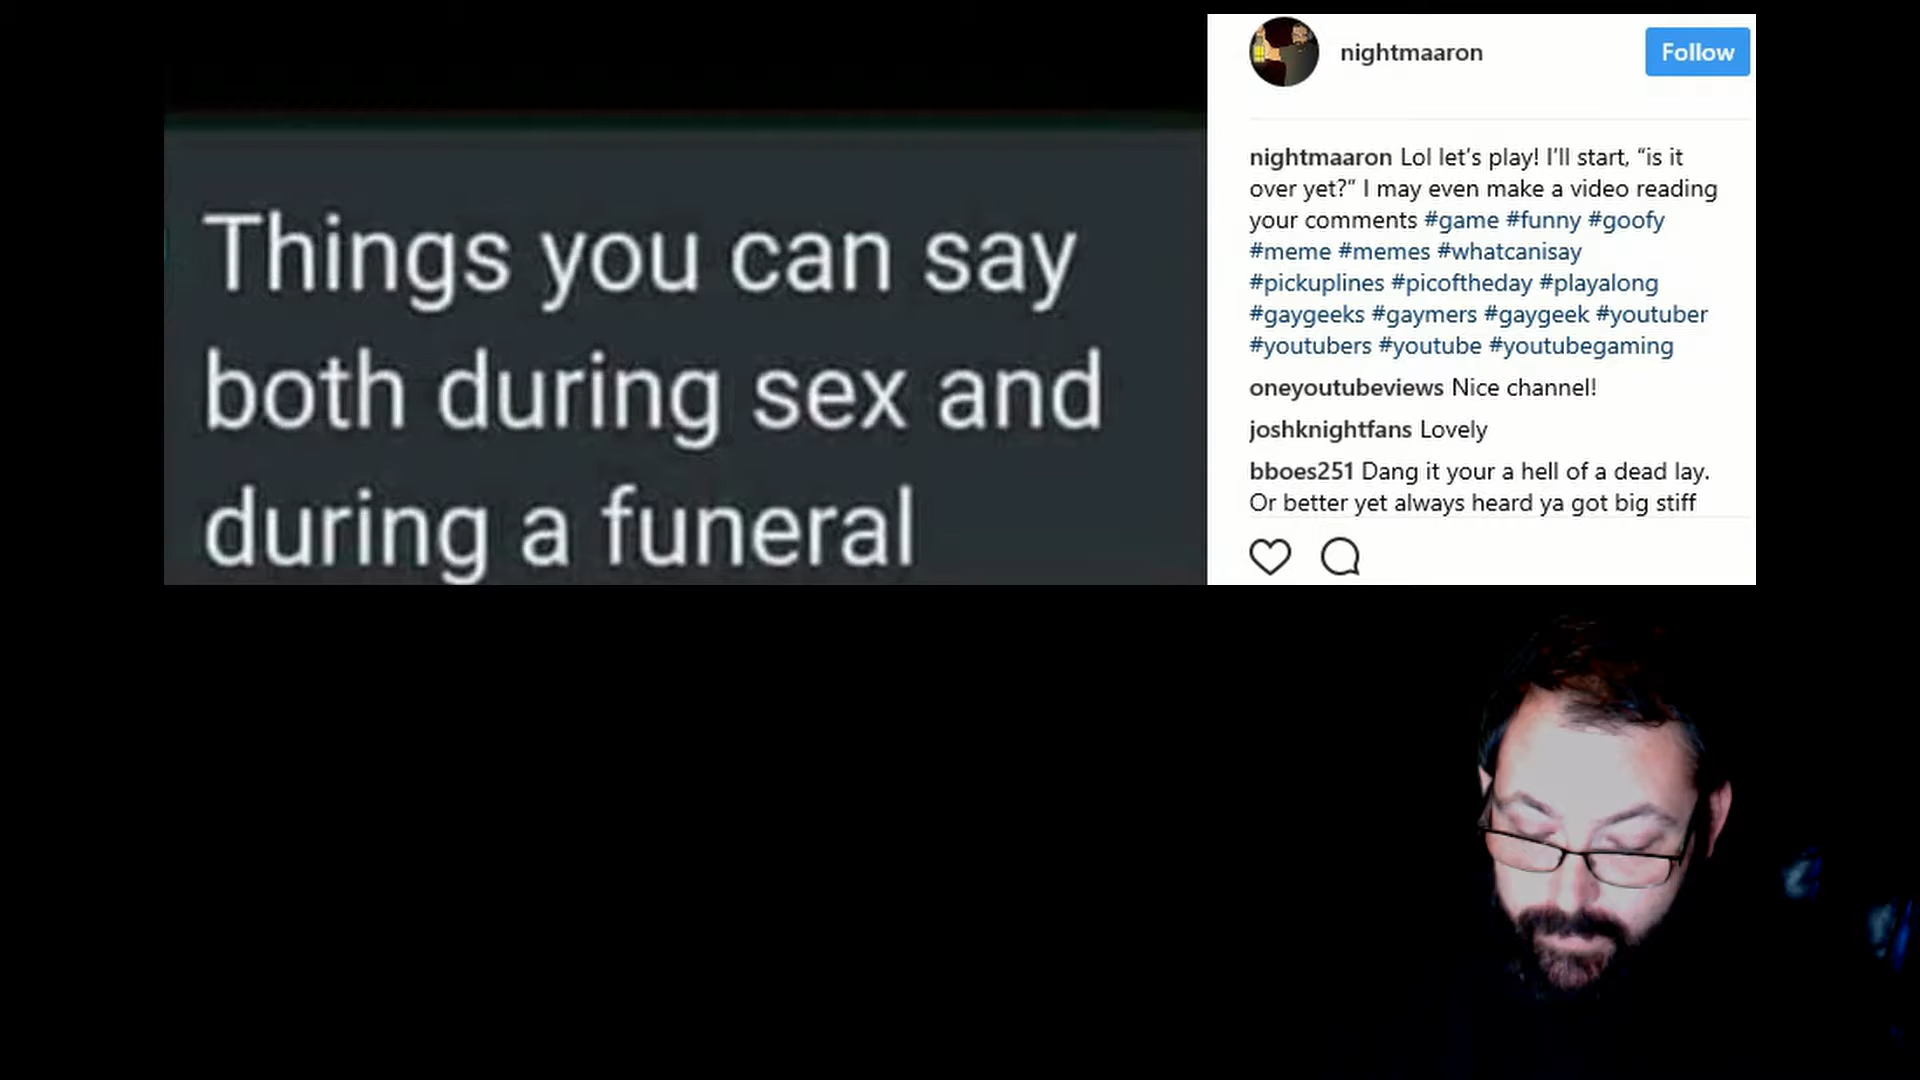 Things you can say
both during sex and
during a funeral
nightmaaron
Follow
nightmaaron Lol let’s play! I’ll start, “is it
over yet?” I may even make a video reading
your comments #game #funny #goofy
#meme #memes #whatcanisay
#pickuplines #picoftheday #playalong
#gaygeeks #gaymers #gaygeek #youtuber
#youtubers #youtube #youtubegaming
oneyoutubeviews Nice channel!
joshknightfans Lovely
bboes251 Dang it your a hell of a dead lay.
Or better yet always heard ya got big stiff